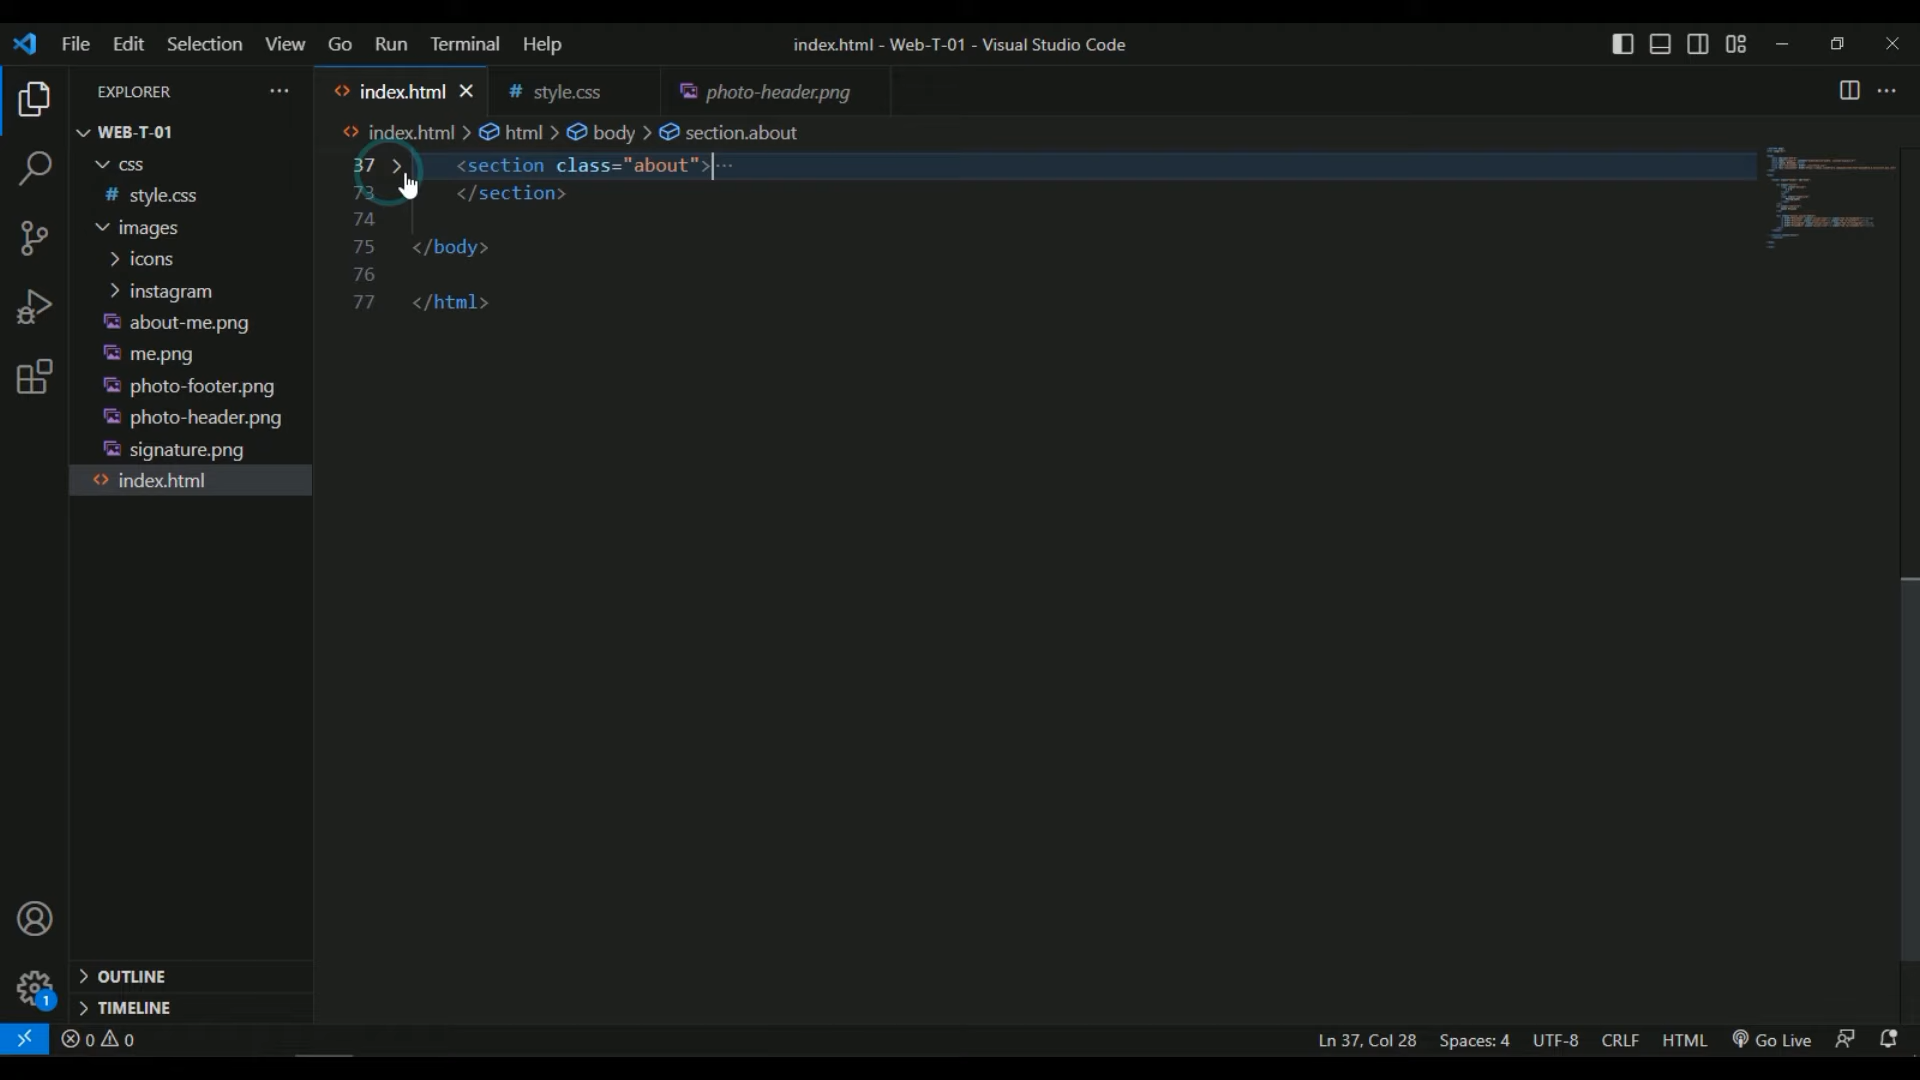 File Edit Selection View Go Run Terminal Help
index.html - Web-T-01 - Visual Studio Code
EXPLORER ···
WEB-T-01
css
# style.css
images
icons
instagram
about-me.png
me.png
photo-footer.png
photo-header.png
signature.png
<> index.html
OUTLINE
TIMELINE
<> index.html # style.css photo-header.png
<> index.html > html > body > section.about
37 <section class="about">···
73 </section>
74
75 </body>
76
77 </html>
1
0 0
Ln 37, Col 28 Spaces: 4 UTF-8 CRLF HTML Go Live